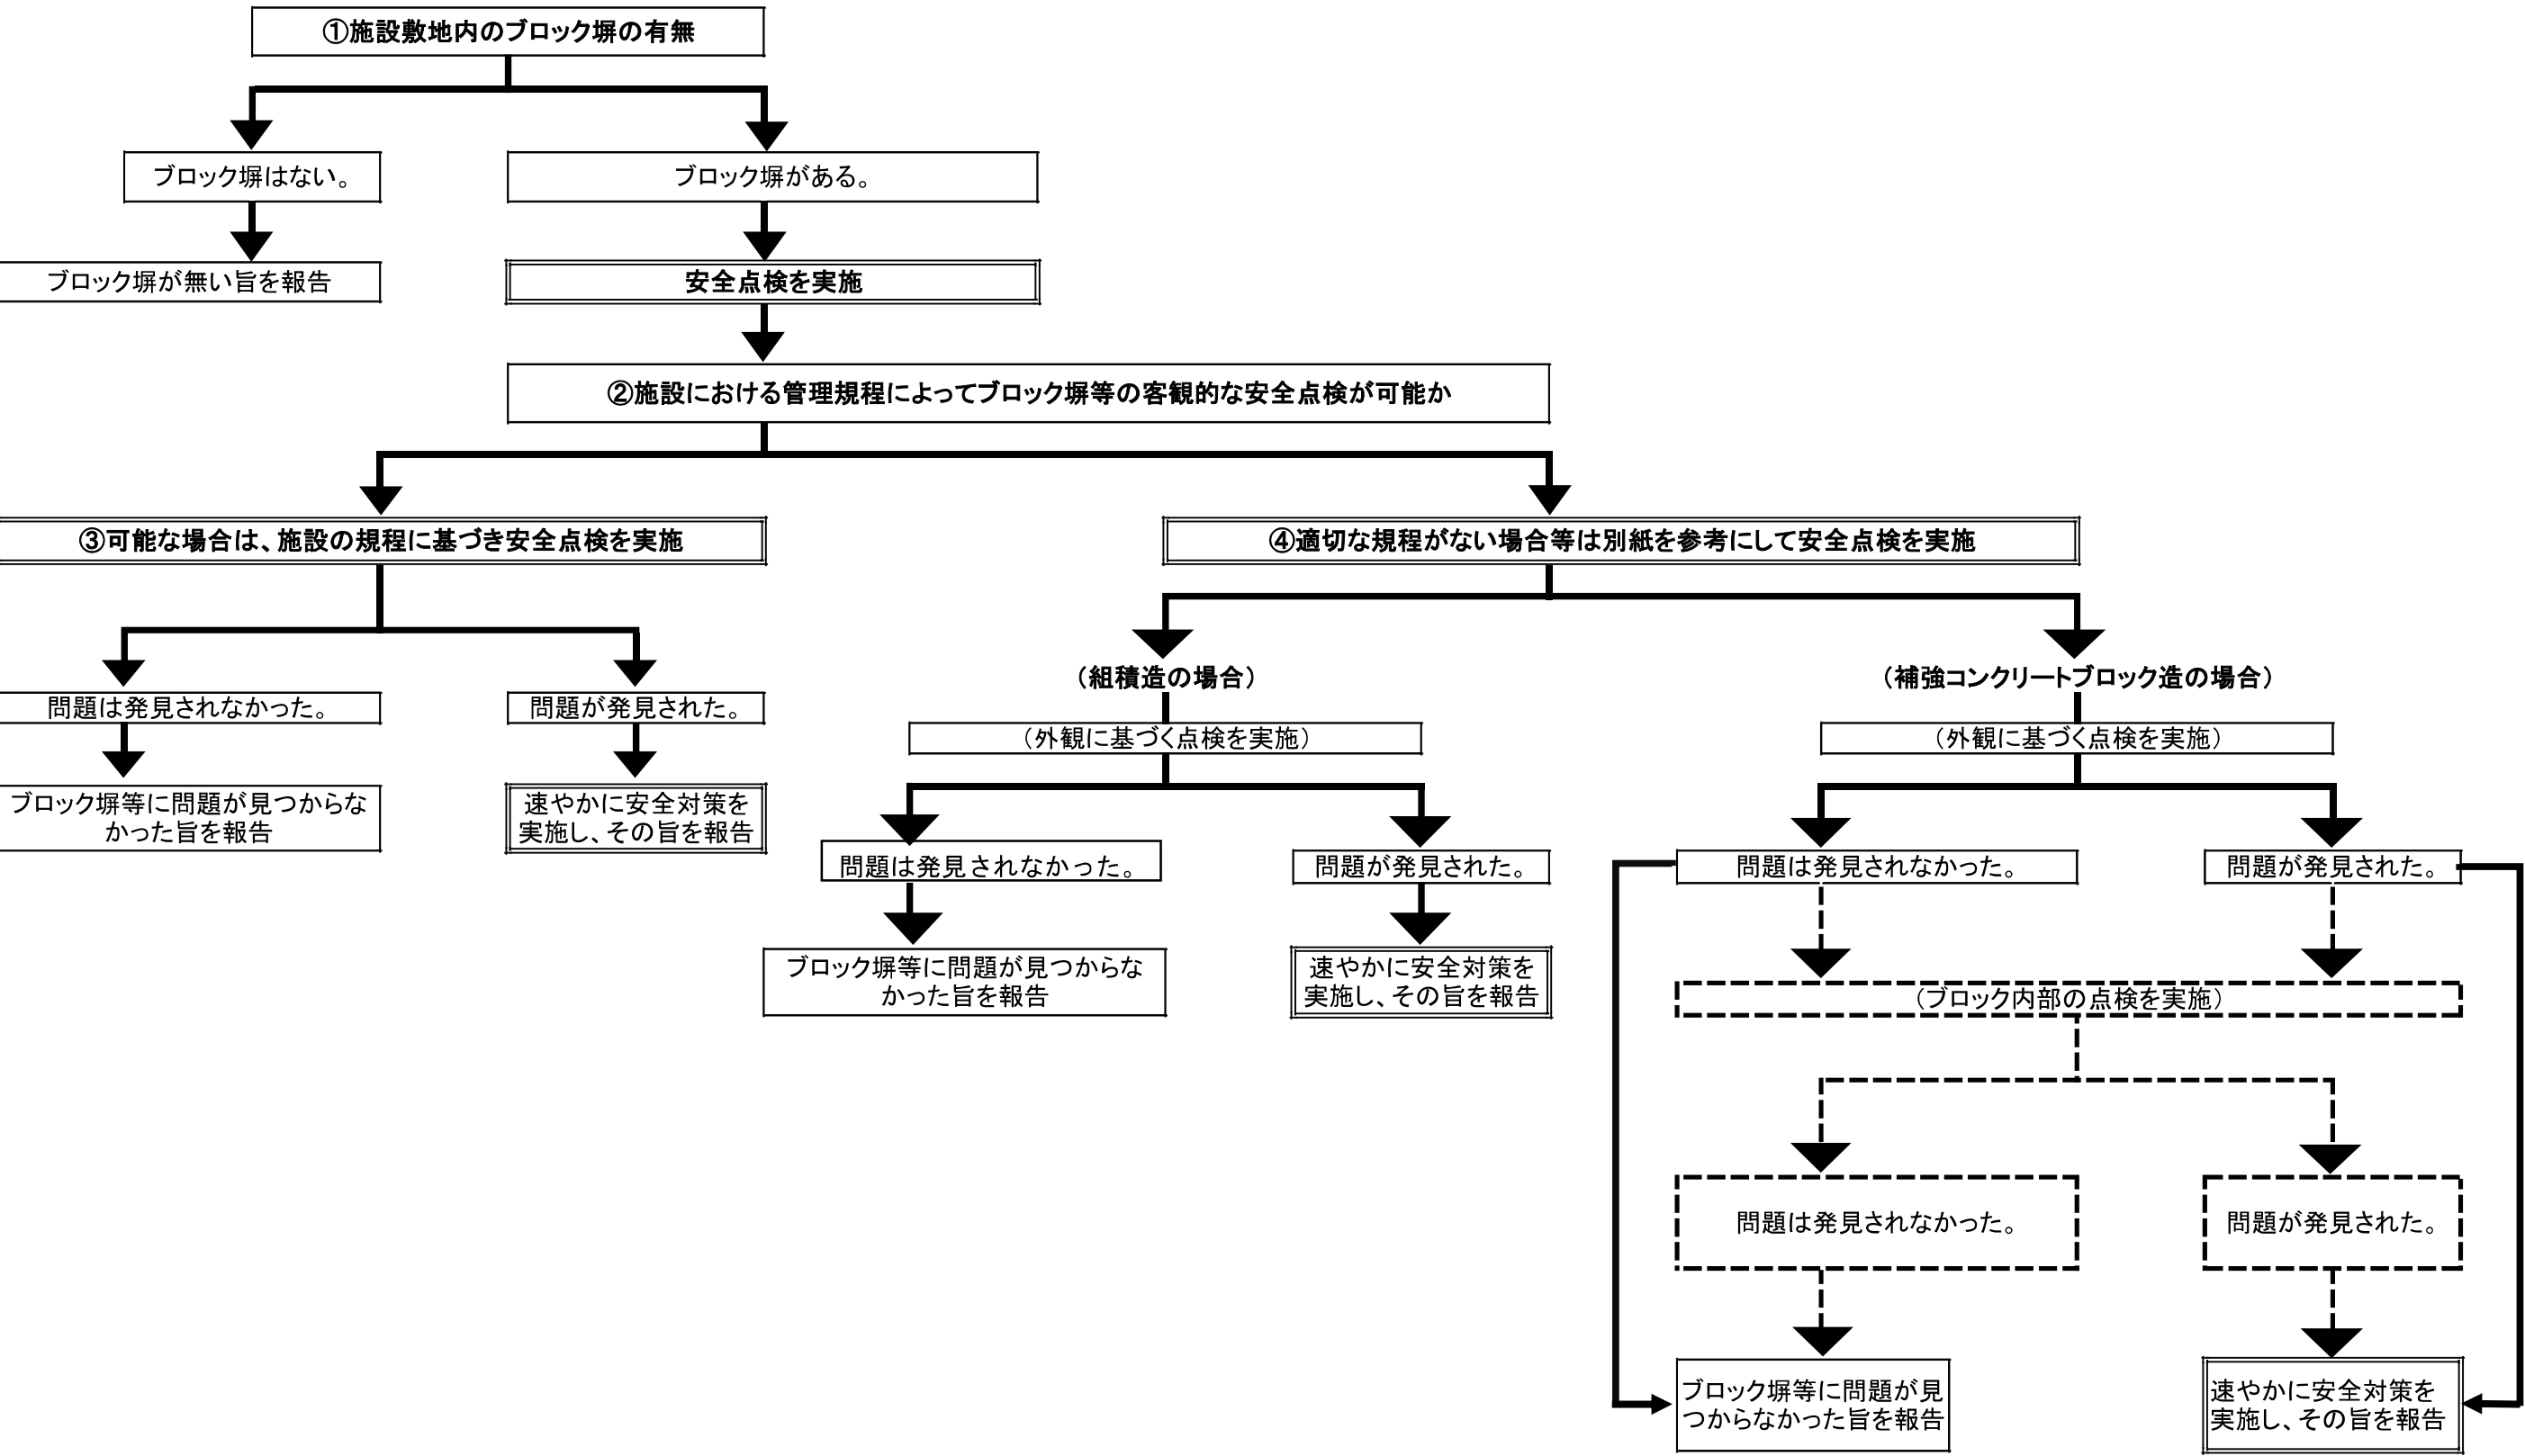 ①施設敷地内のブロック塀の有無
ブロック塀はない。
ブロック塀がある。
ブロック塀が無い旨を報告
安全点検を実施
②施設における管理規程によってブロック塀等の客観的な安全点検が可能か
③可能な場合は、施設の規程に基づき安全点検を実施
④適切な規程がない場合等は別紙を参考にして安全点検を実施
（組積造の場合）
（補強コンクリートブロック造の場合）
問題は発見されなかった。
問題が発見された。
（外観に基づく点検を実施）
（外観に基づく点検を実施）
ブロック塀等に問題が見つからな
かった旨を報告
速やかに安全対策を
実施し、その旨を報告
問題は発見されなかった。
問題が発見された。
問題は発見されなかった。
問題が発見された。
ブロック塀等に問題が見つからな
かった旨を報告
速やかに安全対策を
実施し、その旨を報告
（ブロック内部の点検を実施）
問題は発見されなかった。
問題が発見された。
ブロック塀等に問題が見
つからなかった旨を報告
速やかに安全対策を
実施し、その旨を報告